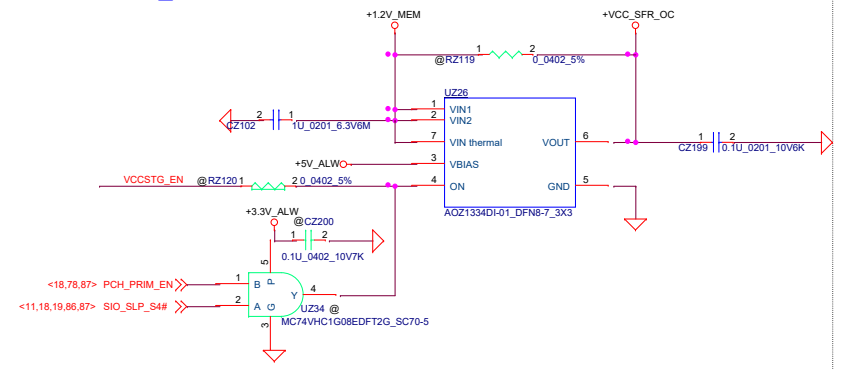 +1.2V_MEM
+VCC_SFR_OC
@RZ119 1 2 0_0402_5%
UZ26
1 VIN1
2 VIN2
CZ102 2 1 1U_0201_6.3V6M
7 VIN thermal VOUT 6
CZ199 1 2 0.1U_0201_10V6K
+5V_ALW 3 VBIAS
VCCSTG_EN @RZ120 1 2 0_0402_5% 4 ON GND 5
AOZ1334DI-01_DFN8-7_3X3
+3.3V_ALW
@CZ200
1 2
0.1U_0402_10V7K
5
<18,78,87> PCH_PRIM_EN 1 B P
Y 4
<11,18,19,86,87> SIO_SLP_S4# 2 A G
UZ34 @
3
MC74VHC1G08EDFT2G_SC70-5